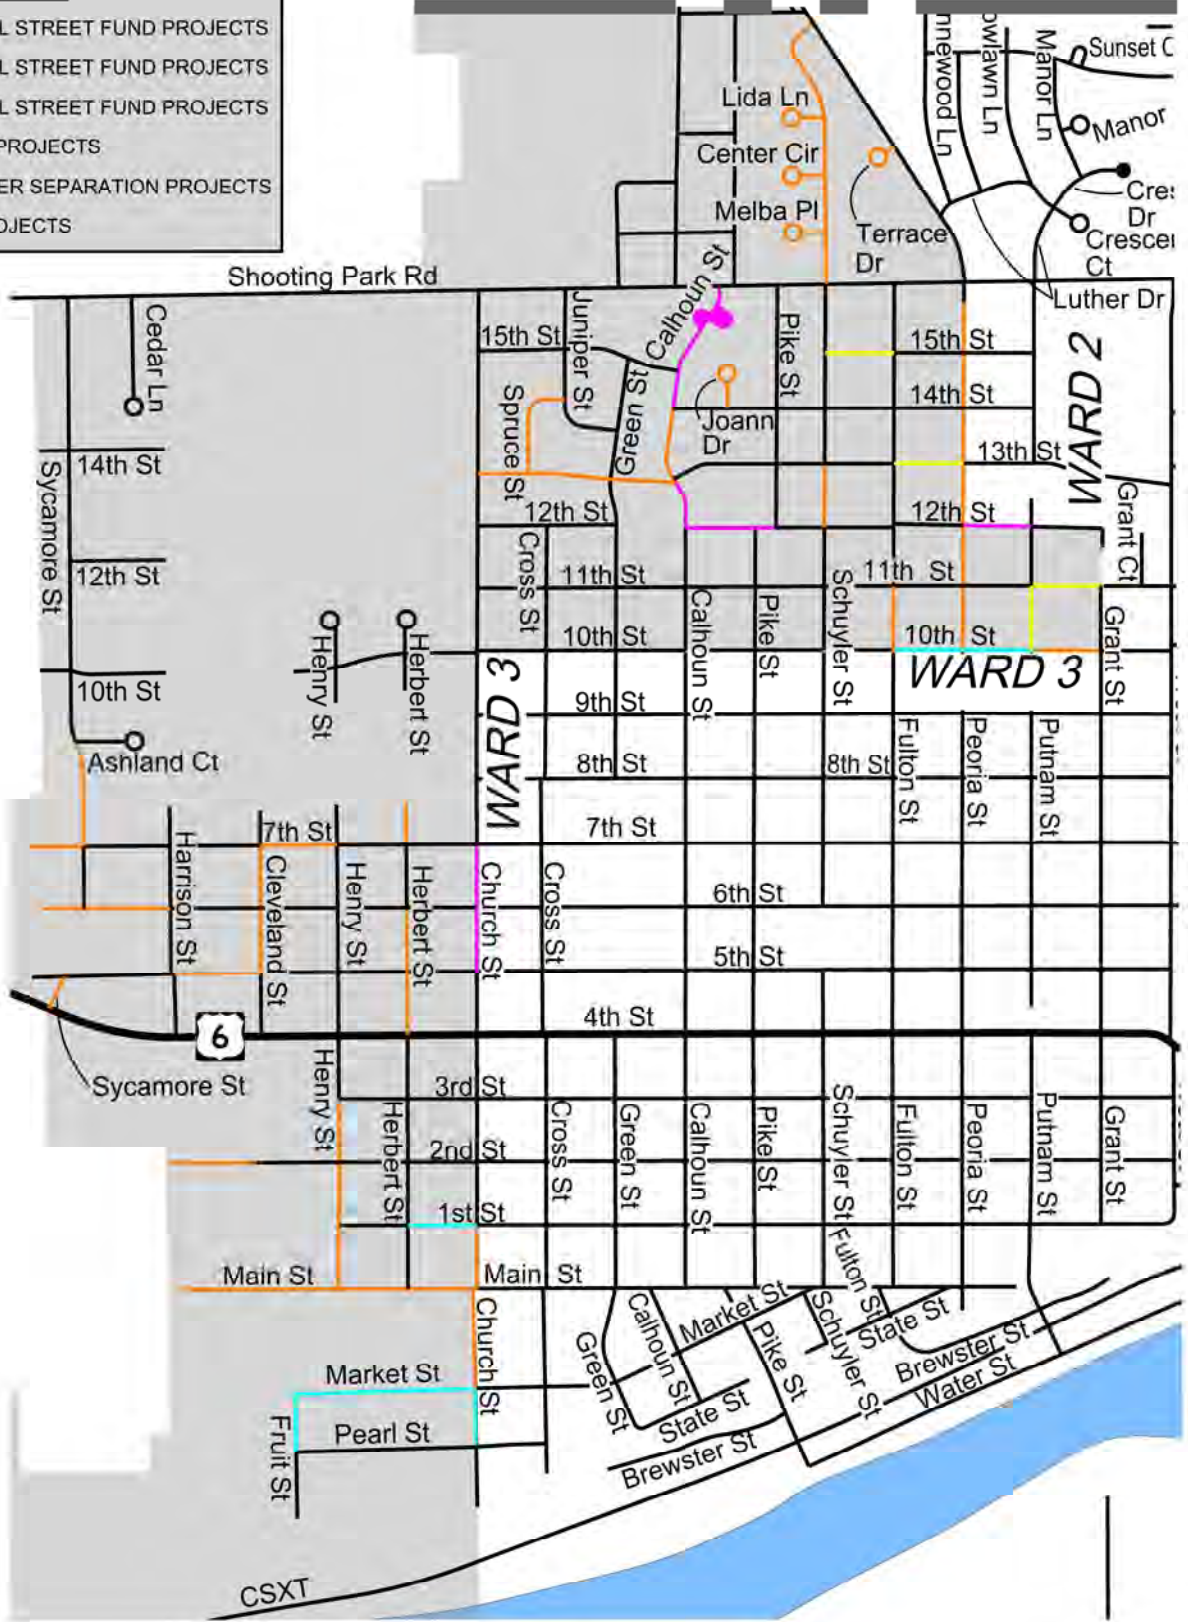 L STREET FUND PROJECTS
L STREET FUND PROJECTS
L STREET FUND PROJECTS
PROJECTS
ER SEPARATION PROJECTS
OJECTS
nnewood Ln
owlawn Ln
Manor Ln
Sunset C
Manor
Lida Ln
Center Cir
Melba Pl
Terrace
Dr
Cres
Dr
Crescer
Ct
Luther Dr
Shooting Park Rd
Cedar Ln
15th St
Juniper St
Calhoun St
Pike St
15th St
WARD 2
14th St
Spruce St
Green St
Joann
Dr
13th St
14th St
Sycamore St
12th St
12th St
Grant Ct
12th St
Cross St
11th St
Schuyler St
11th St
Henry St
Herbert St
10th St
Calhoun St
Pike St
10th St
Grant St
WARD 3
WARD 3
10th St
9th St
Ashland Ct
8th St
8th St
Fulton St
Peoria St
Putnam St
7th St
7th St
Harrison St
Cleveland St
Henry St
Herbert St
Church St
Cross St
6th St
5th St
4th St
6
Sycamore St
Henry St
3rd St
Herbert St
2nd St
Cross St
Green St
Calhoun St
Pike St
Schuyler St
Fulton St
Peoria St
Putnam St
Grant St
1st St
Main St
Main St
Fulton St
Market St
State St
Church St
Green St
Calhoun St
Pike St
Schuyler St
Brewster St
Water St
Market St
Fruit St
Pearl St
State St
Brewster St
CSXT